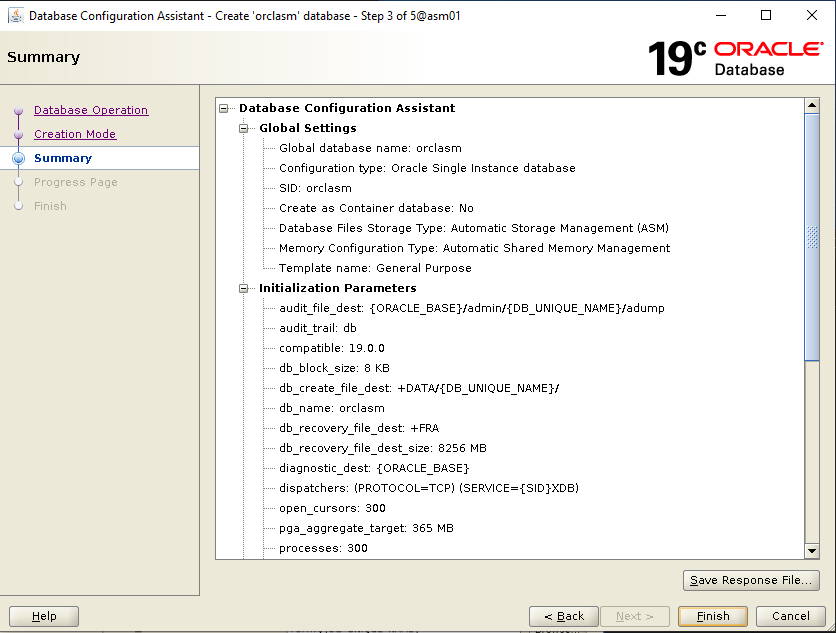 Database Configuration Assistant - Create 'orclasm' database - Step 3 of 5@asm01
Summary
19c ORACLE
Database
Database Operation
Creation Mode
Summary
Progress Page
Finish
Database Configuration Assistant
Global Settings
Global database name: orclasm
Configuration type: Oracle Single Instance database
SID: orclasm
Create as Container database: No
Database Files Storage Type: Automatic Storage Management (ASM)
Memory Configuration Type: Automatic Shared Memory Management
Template name: General Purpose
Initialization Parameters
audit_file_dest: {ORACLE_BASE}/admin/{DB_UNIQUE_NAME}/adump
audit_trail: db
compatible: 19.0.0
db_block_size: 8 KB
db_create_file_dest: +DATA/{DB_UNIQUE_NAME}/
db_name: orclasm
db_recovery_file_dest: +FRA
db_recovery_file_dest_size: 8256 MB
diagnostic_dest: {ORACLE_BASE}
dispatchers: (PROTOCOL=TCP) (SERVICE={SID}XDB)
open_cursors: 300
pga_aggregate_target: 365 MB
processes: 300
Save Response File...
Help
< Back
Next >
Finish
Cancel